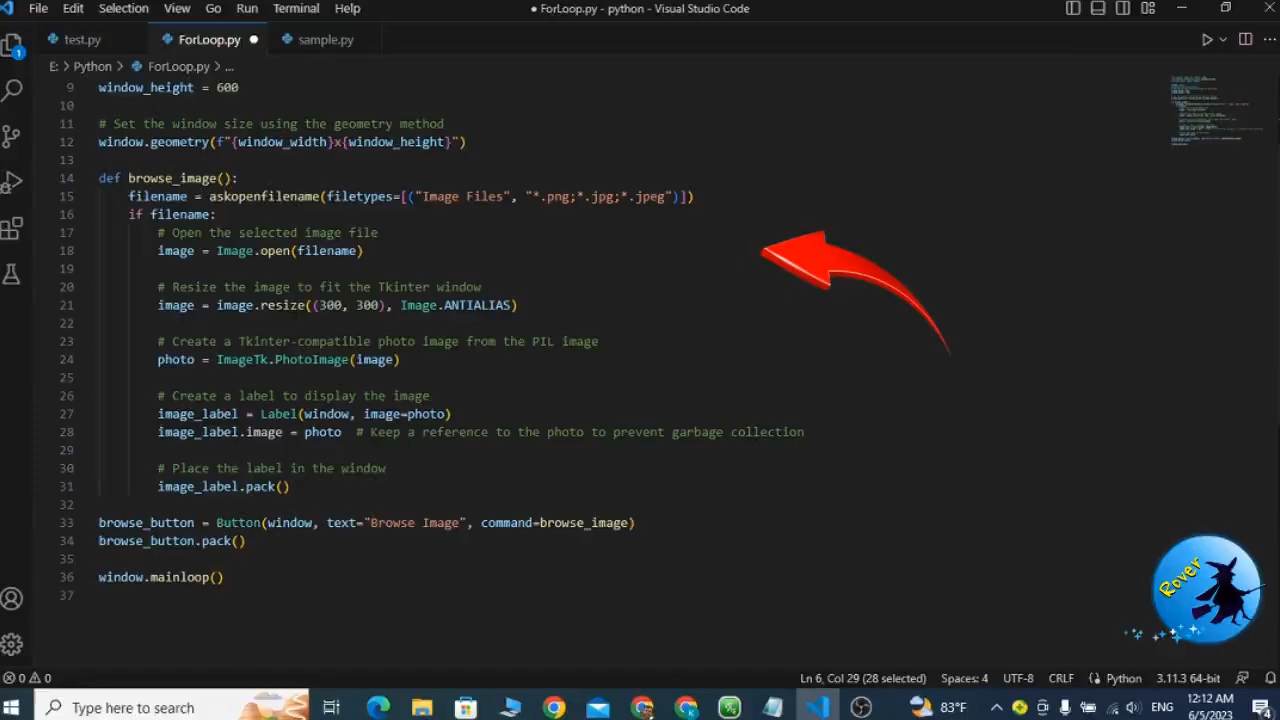 File Edit Selection View Go Run Terminal Help ● ForLoop.py - python - Visual Studio Code
test.py ForLoop.py ● sample.py
E: > Python > ForLoop.py > ...
9 window_height = 600
10
11 # Set the window size using the geometry method
12 window.geometry(f"{window_width}x{window_height}")
13
14 def browse_image():
15 filename = askopenfilename(filetypes=[("Image Files", "*.png;*.jpg;*.jpeg")])
16 if filename:
17 # Open the selected image file
18 image = Image.open(filename)
19
20 # Resize the image to fit the Tkinter window
21 image = image.resize((300, 300), Image.ANTIALIAS)
22
23 # Create a Tkinter-compatible photo image from the PIL image
24 photo = ImageTk.PhotoImage(image)
25
26 # Create a label to display the image
27 image_label = Label(window, image=photo)
28 image_label.image = photo # Keep a reference to the photo to prevent garbage collection
29
30 # Place the label in the window
31 image_label.pack()
32
33 browse_button = Button(window, text="Browse Image", command=browse_image)
34 browse_button.pack()
35
36 window.mainloop()
37
1
Rover
0 0 Ln 6, Col 29 (28 selected) Spaces: 4 UTF-8 CRLF Python 3.11.3 64-bit
Type here to search 83°F 12:12 AM
6/5/2023